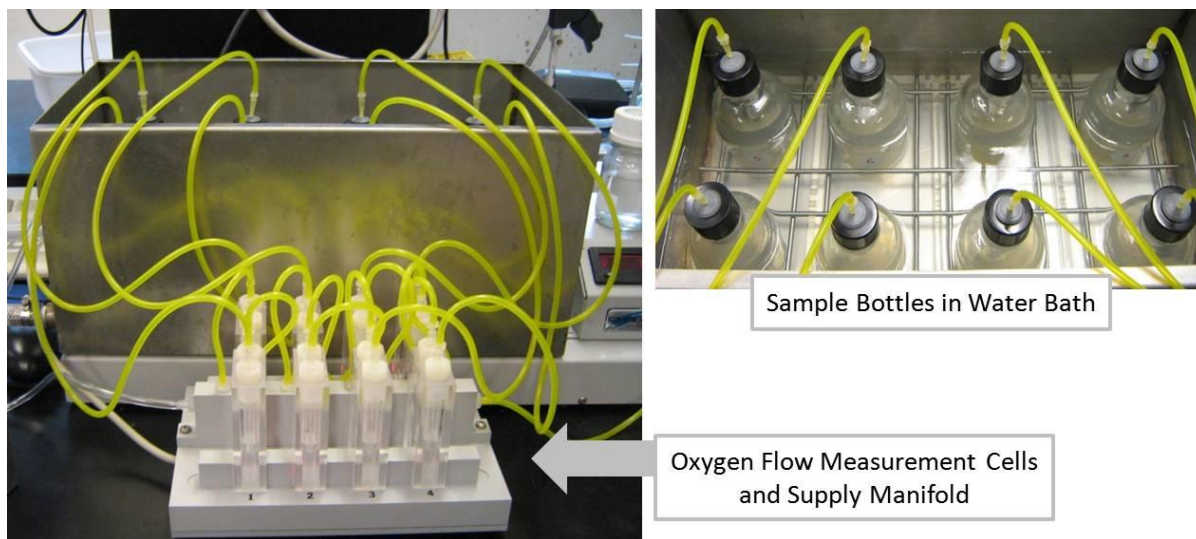 Sample Bottles in Water Bath
Oxygen Flow Measurement Cells
and Supply Manifold
1 2 3 4